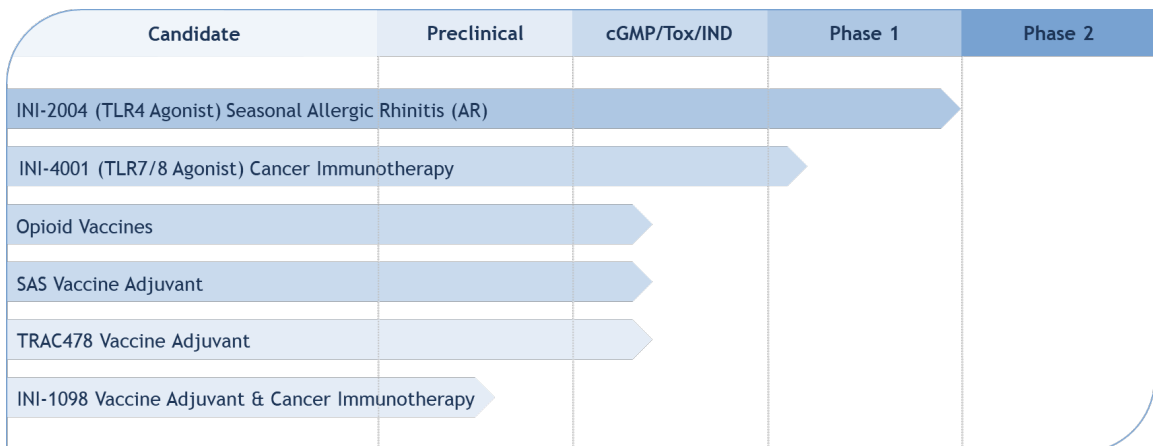 Candidate Preclinical cGMP/Tox/IND Phase 1 Phase 2
INI-2004 (TLR4 Agonist) Seasonal Allergic Rhinitis (AR)
INI-4001 (TLR7/8 Agonist) Cancer Immunotherapy
Opioid Vaccines
SAS Vaccine Adjuvant
TRAC478 Vaccine Adjuvant
INI-1098 Vaccine Adjuvant & Cancer Immunotherapy